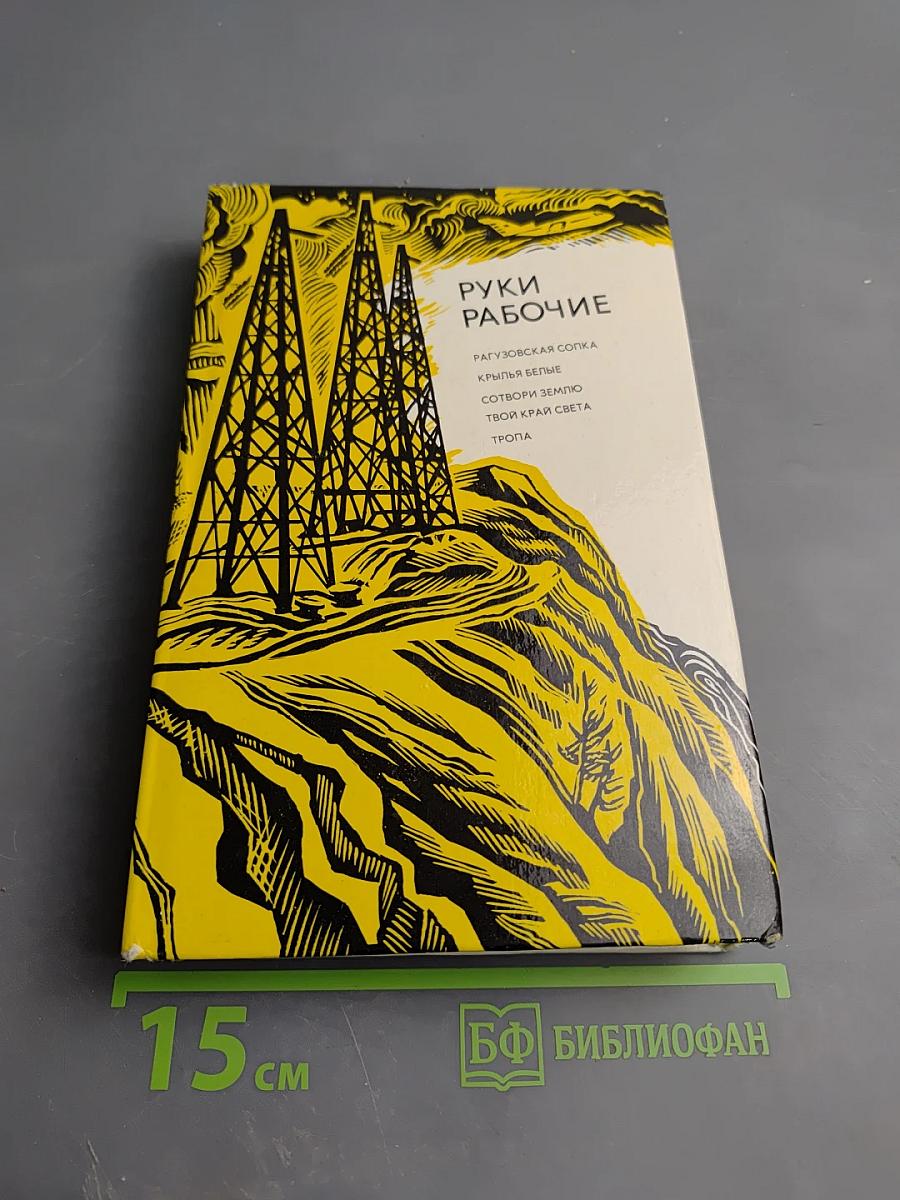 РУКИ
РАБОЧИЕ
РАГУЗОВСКАЯ СОПКА
КРЫЛЬЯ БЕЛЫЕ
СОТВОРИ ЗЕМЛЮ
ТВОЙ КРАЙ СВЕТА
ТРОПА
15 см
БФ БИБЛИОФАН